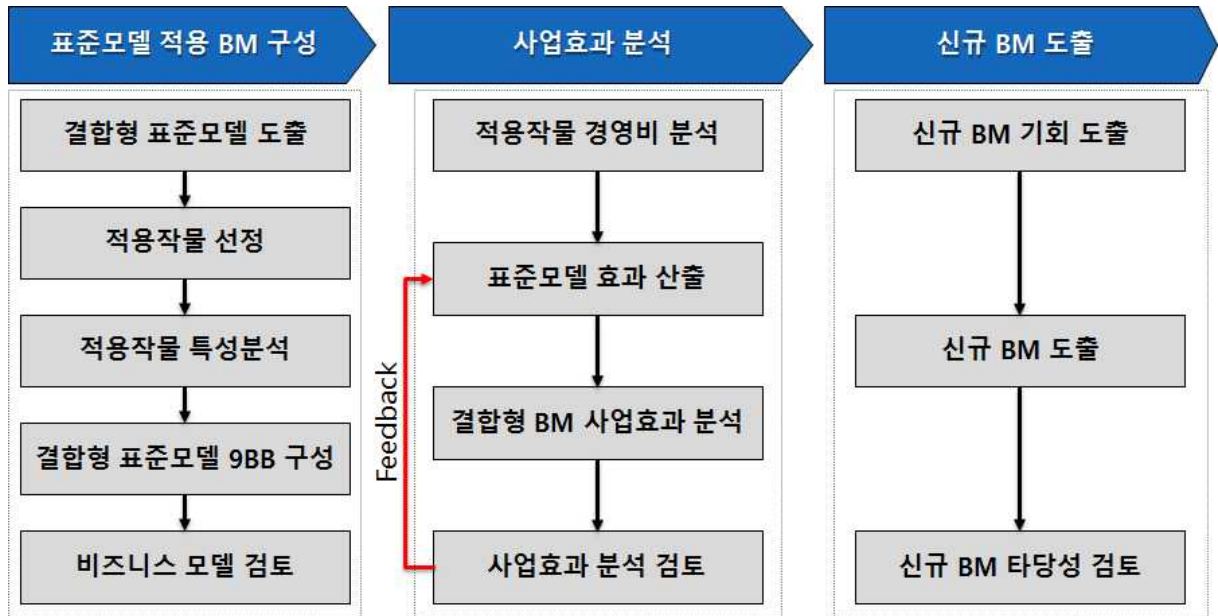 표준모델 적용 BM 구성
사업효과 분석
신규 BM 도출
결합형 표준모델 도출
적용작물 선정
적용작물 특성분석
결합형 표준모델 9BB 구성
비즈니스 모델 검토
적용작물 경영비 분석
표준모델 효과 산출
결합형 BM 사업효과 분석
사업효과 분석 검토
Feedback
신규 BM 기회 도출
신규 BM 도출
신규 BM 타당성 검토